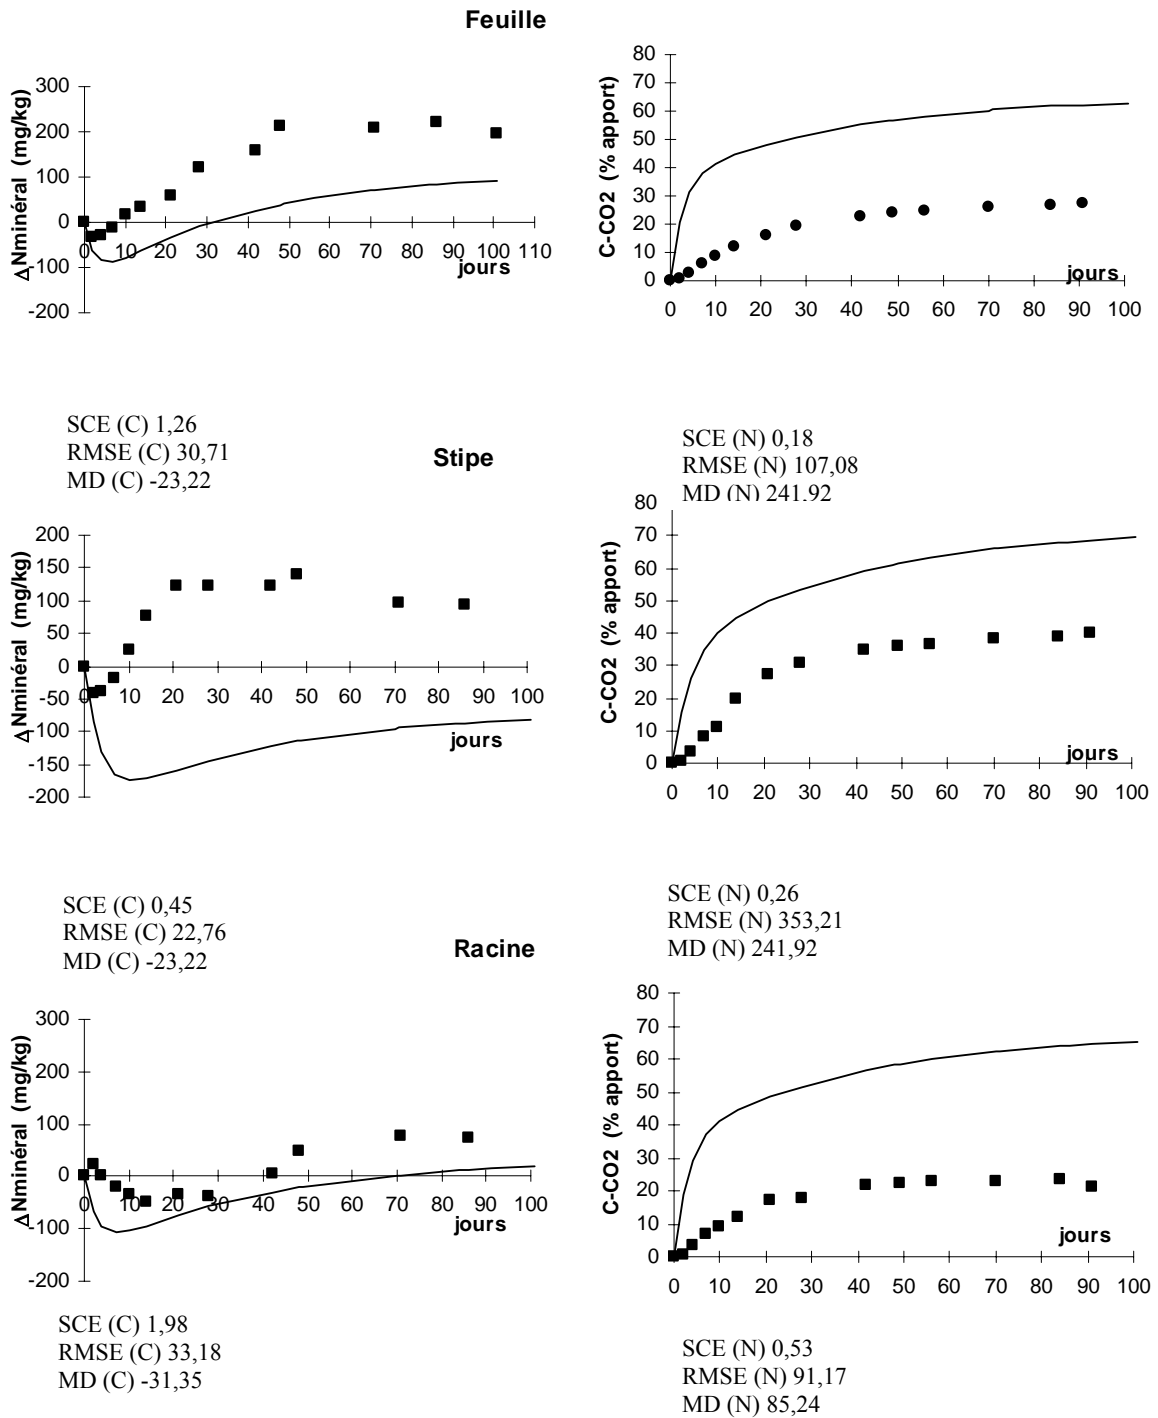 Feuille
ΔNminéral (mg/kg)
300
200
100
0
-100
-200
0 10 20 30 40 50 60 70 80 90 100 110
jours
C-CO2 (% apport)
80
70
60
50
40
30
20
10
0
jours
0 10 20 30 40 50 60 70 80 90 100
SCE (C) 1,26
RMSE (C) 30,71
MD (C) -23,22
SCE (N) 0,18
RMSE (N) 107,08
MD (N) 241,92
Stipe
ΔNminéral (mg/kg)
200
150
100
50
0
-50
-100
-150
-200
0 10 20 30 40 50 60 70 80 90 100
jours
C-CO2 (% apport)
80
70
60
50
40
30
20
10
0
jours
0 10 20 30 40 50 60 70 80 90 100
SCE (C) 0,45
RMSE (C) 22,76
MD (C) -23,22
SCE (N) 0,26
RMSE (N) 353,21
MD (N) 241,92
Racine
ΔNminéral (mg/kg)
300
200
100
0
-100
-200
0 10 20 30 40 50 60 70 80 90 100
jours
C-CO2 (% apport)
80
70
60
50
40
30
20
10
0
jours
0 10 20 30 40 50 60 70 80 90 100
SCE (C) 1,98
RMSE (C) 33,18
MD (C) -31,35
SCE (N) 0,53
RMSE (N) 91,17
MD (N) 85,24